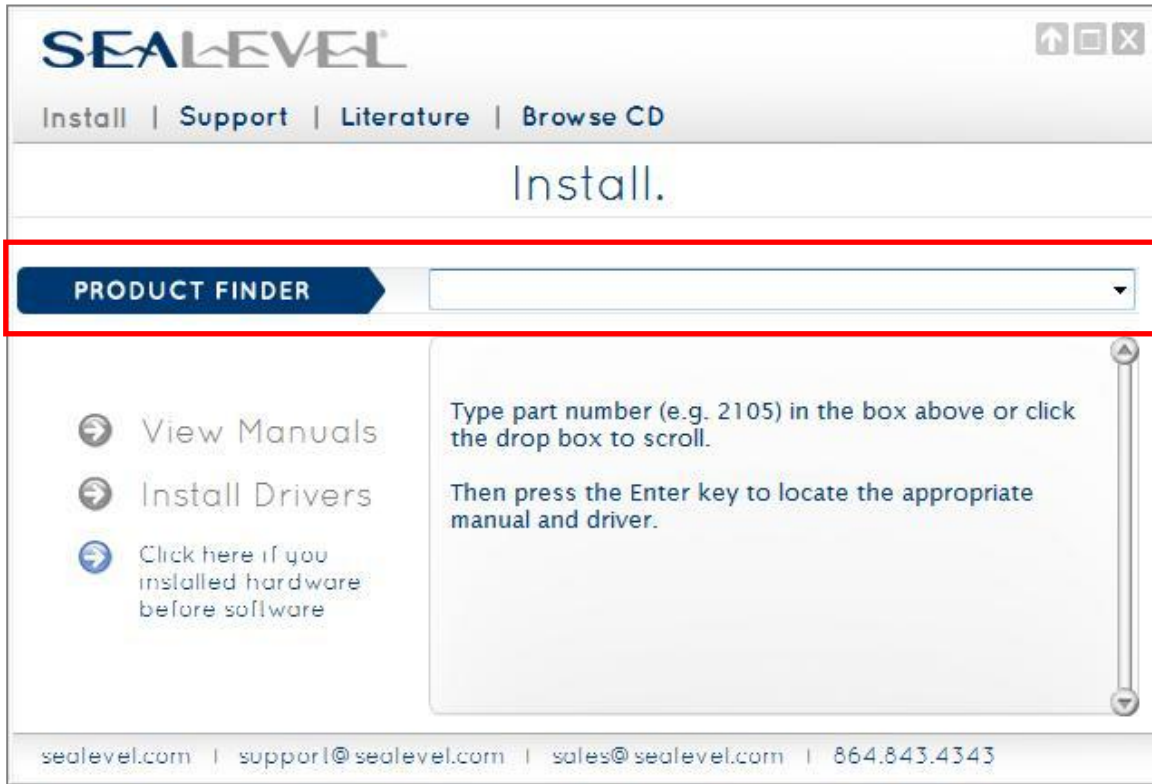 SEALEVEL
Install | Support | Literature | Browse CD
Install.
PRODUCT FINDER
Type part number (e.g. 2105) in the box above or click
the drop box to scroll.
Then press the Enter key to locate the appropriate
manual and driver.
View Manuals
Install Drivers
Click here if you
installed hardware
before software
sealevel.com | support@sealevel.com | sales@sealevel.com | 864.843.4343